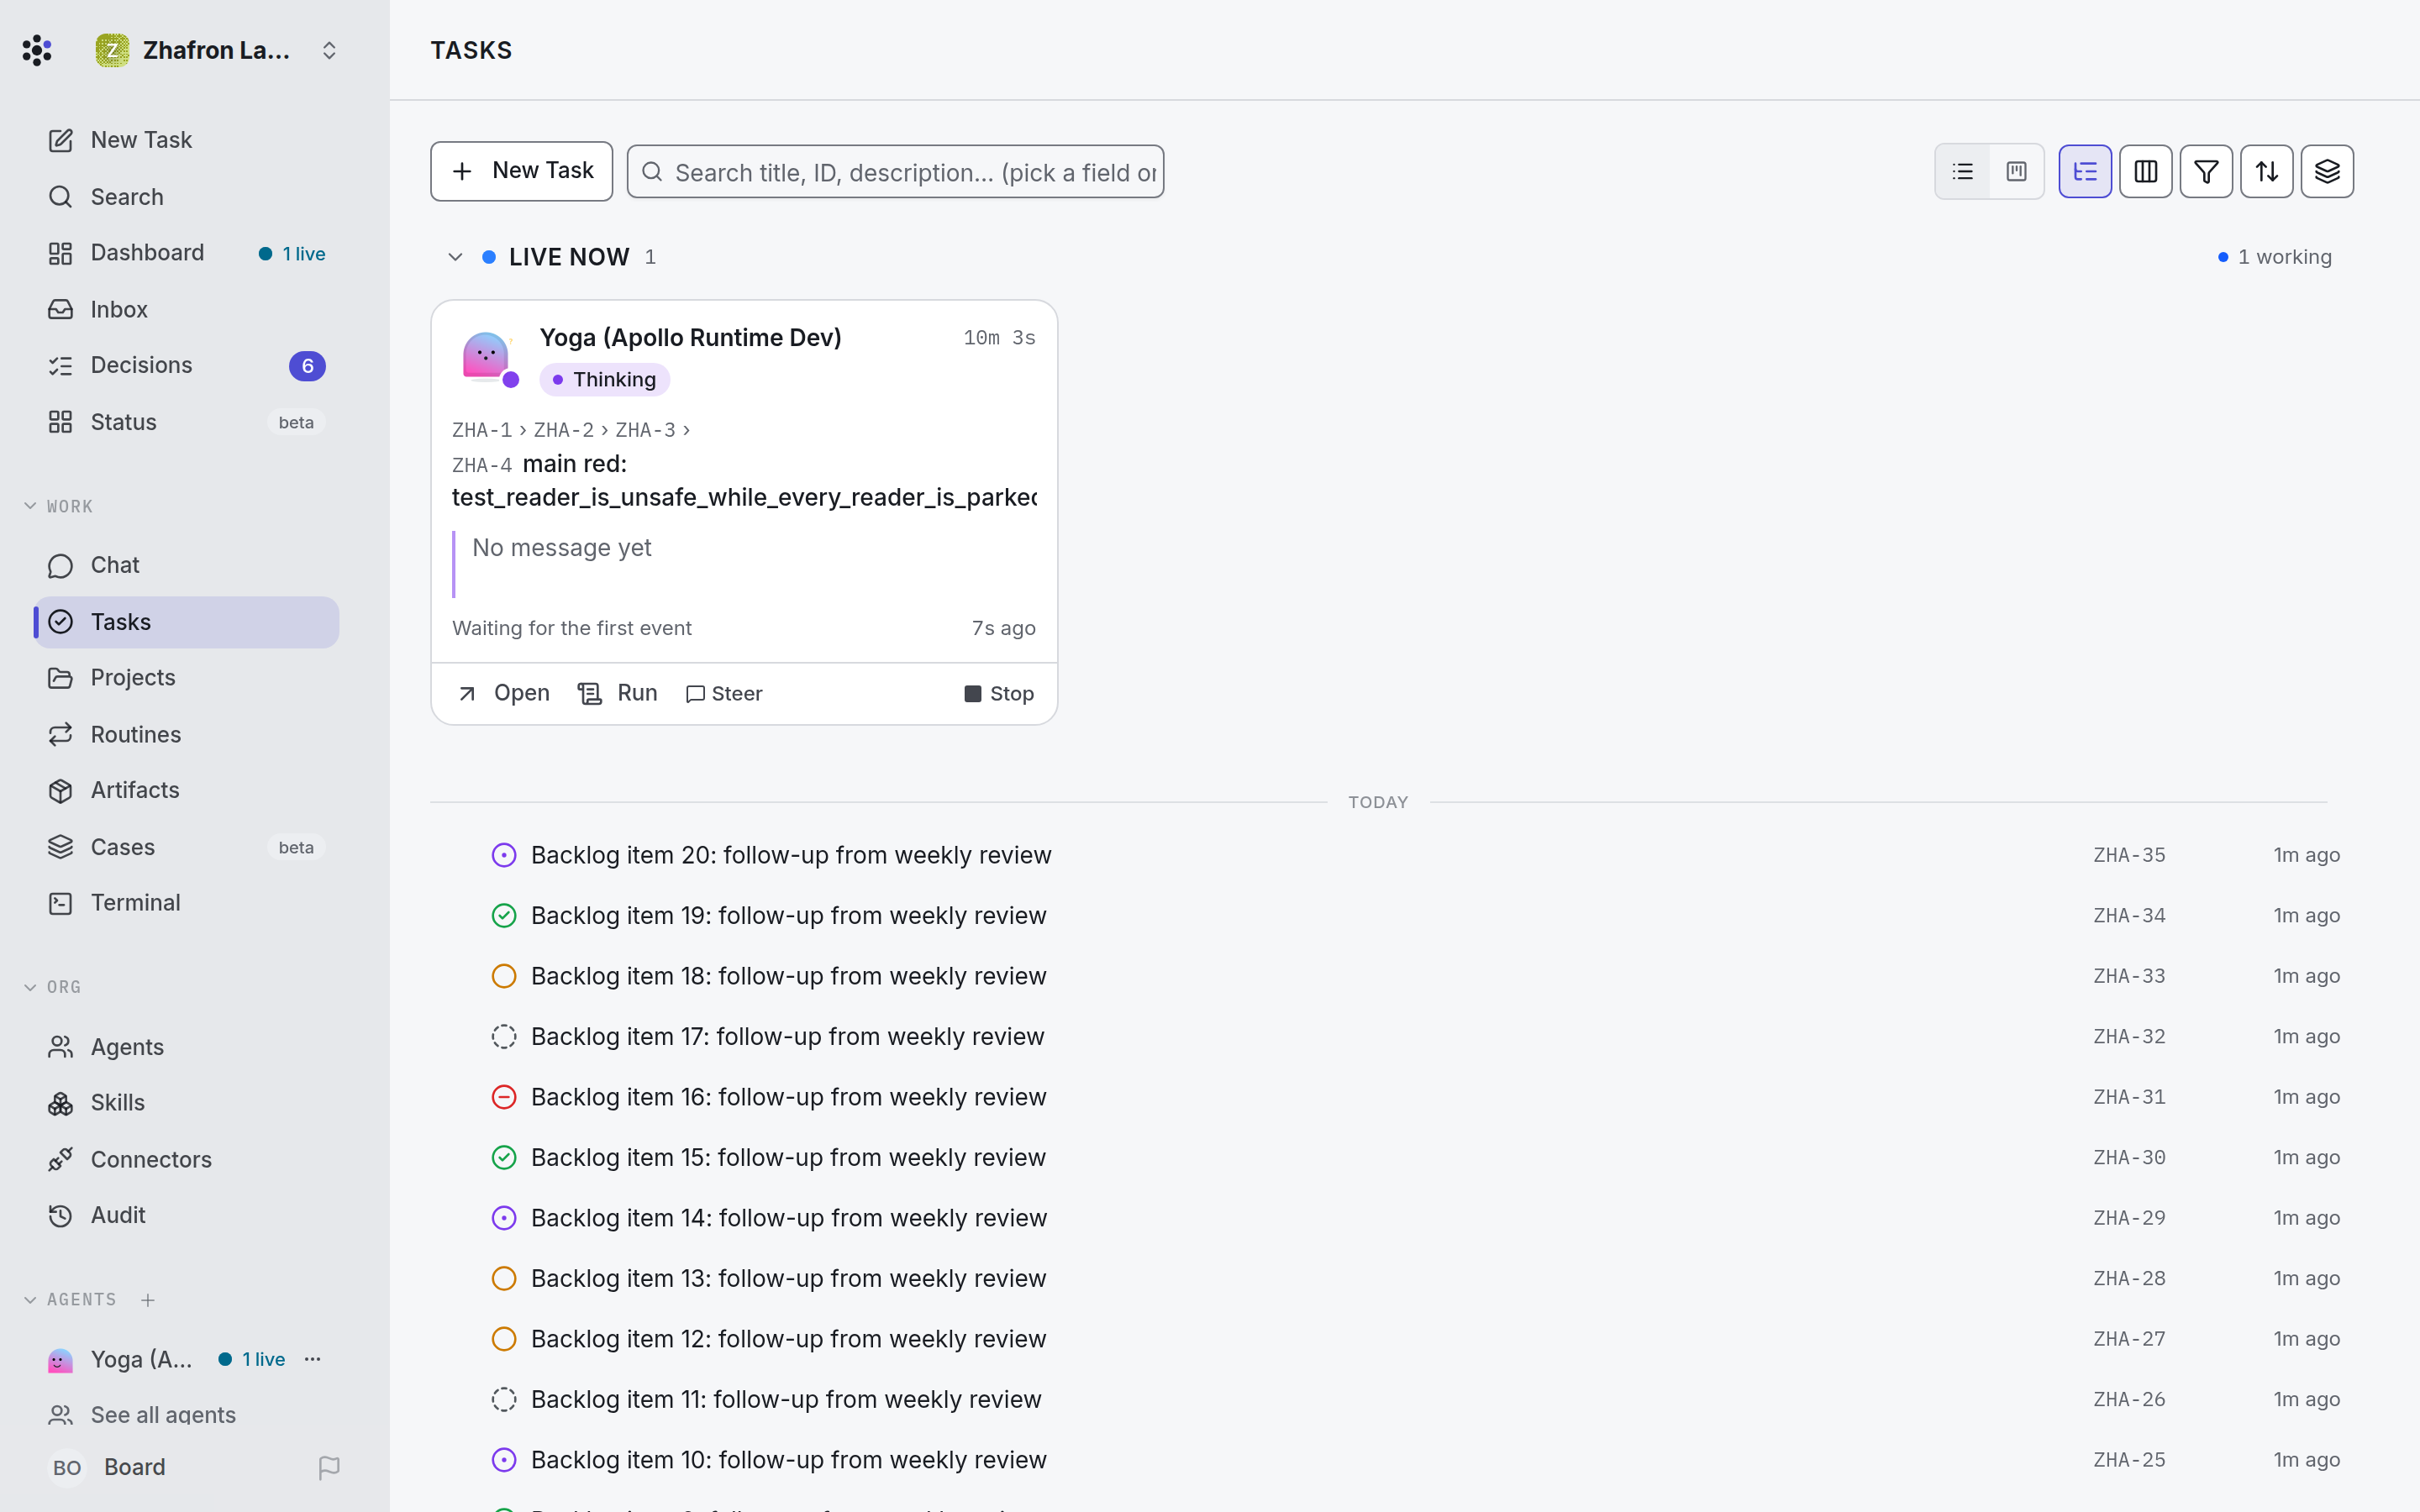 Zhafron La...
New Task
Search
Dashboard
1 live
Inbox
Decisions
6
Status
beta
WORK
Chat
Tasks
Projects
Routines
Artifacts
Cases
beta
Terminal
ORG
Agents
Skills
Connectors
Audit
AGENTS
Yoga (A...
1 live
See all agents
BO
Board
TASKS
New Task
Search title, ID, description... (pick a field or
LIVE NOW 1
1 working
Yoga (Apollo Runtime Dev)
10m 3s
Thinking
ZHA-1 › ZHA-2 › ZHA-3 ›
ZHA-4 main red:
test_reader_is_unsafe_while_every_reader_is_parked
No message yet
Waiting for the first event
7s ago
Open
Run
Steer
Stop
TODAY
Backlog item 20: follow-up from weekly review ZHA-35 1m ago
Backlog item 19: follow-up from weekly review ZHA-34 1m ago
Backlog item 18: follow-up from weekly review ZHA-33 1m ago
Backlog item 17: follow-up from weekly review ZHA-32 1m ago
Backlog item 16: follow-up from weekly review ZHA-31 1m ago
Backlog item 15: follow-up from weekly review ZHA-30 1m ago
Backlog item 14: follow-up from weekly review ZHA-29 1m ago
Backlog item 13: follow-up from weekly review ZHA-28 1m ago
Backlog item 12: follow-up from weekly review ZHA-27 1m ago
Backlog item 11: follow-up from weekly review ZHA-26 1m ago
Backlog item 10: follow-up from weekly review ZHA-25 1m ago